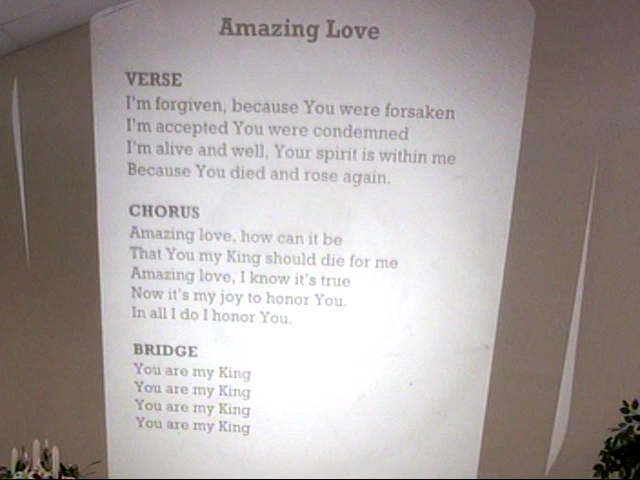 Amazing Love
VERSE
I'm forgiven, because You were forsaken
I'm accepted You were condemned
I'm alive and well, Your spirit is within me
Because You died and rose again.
CHORUS
Amazing love, how can it be
That You my King should die for me
Amazing love, I know it's true
Now it's my joy to honor You.
In all I do I honor You.
BRIDGE
You are my King
You are my King
You are my King
You are my King